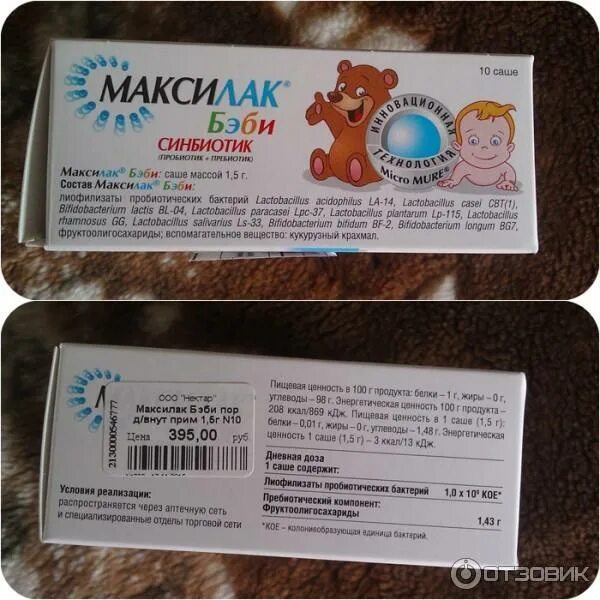 МАКСИЛАК®
Бэби
СИНБИОТИК
(ПРОБИОТИК + ПРЕБИОТИК)
10 саше
ИННОВАЦИОННАЯ
ТЕХНОЛОГИЯ
Micro MURE®
Максилак® Бэби: саше массой 1,5 г.
Состав Максилак® Бэби:
лиофилизаты пробиотических бактерий Lactobacillus acidophilus LA-14, Lactobacillus casei CBT(1),
Bifidobacterium lactis BL-04, Lactobacillus paracasei Lpc-37, Lactobacillus plantarum Lp-115, Lactobacillus
rhamnosus GG, Lactobacillus salivarius Ls-33, Bifidobacterium bifidum BF-2, Bifidobacterium longum BG7,
фруктоолигосахариды; вспомогательное вещество: кукурузный крахмал.
ООО "Нектар"
Максилак Бэби пор
д/внут прим 1,5г N10
Цена 395,00 руб.
2130000546777
Условия реализации:
распространяется через аптечную сеть
и специализированные отделы торговой сети
Пищевая ценность в 100 г продукта: белки – 1 г, жиры – 0 г,
углеводы – 98 г. Энергетическая ценность 100 г продукта –
208 ккал/869 кДж. Пищевая ценность в 1 саше (1,5 г):
белки – 0,01 г, жиры – 0 г, углеводы – 1,48 г. Энергетическая
ценность 1 саше (1,5 г) – 3 ккал/13 кДж.
Дневная доза
1 саше содержит:
Лиофилизаты пробиотических бактерий 1,0 x 10⁹ КОЕ*
Пребиотический компонент:
Фруктоолигосахариды 1,43 г
*КОЕ – колониеобразующая единица бактерий.
ОТЗОВИК